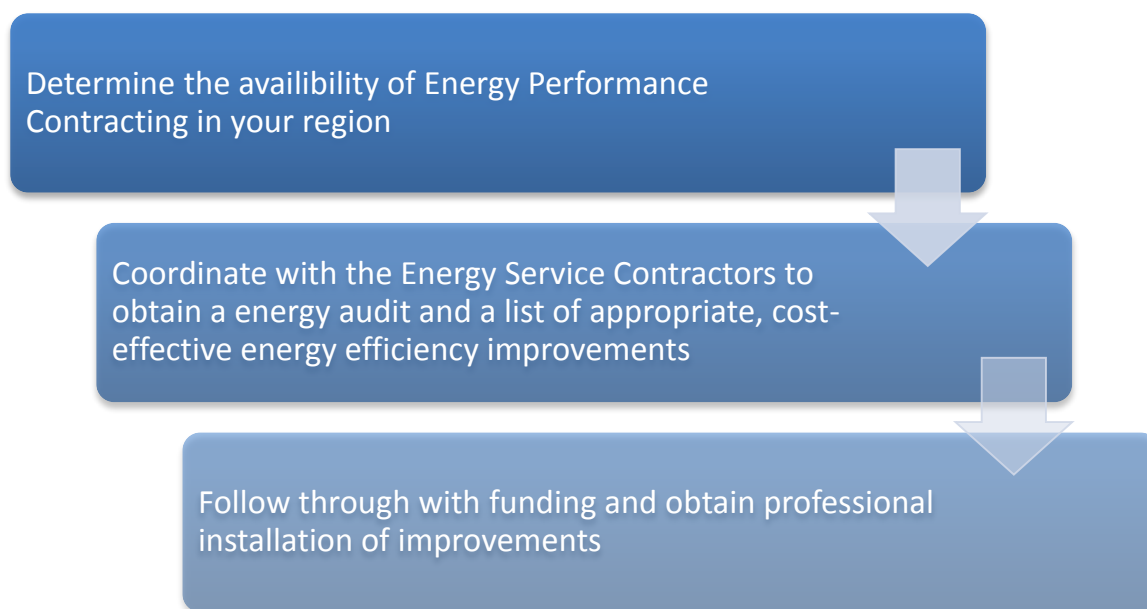 Determine the availibility of Energy Performance
Contracting in your region
Coordinate with the Energy Service Contractors to
obtain a energy audit and a list of appropriate, cost-
effective energy efficiency improvements
Follow through with funding and obtain professional
installation of improvements